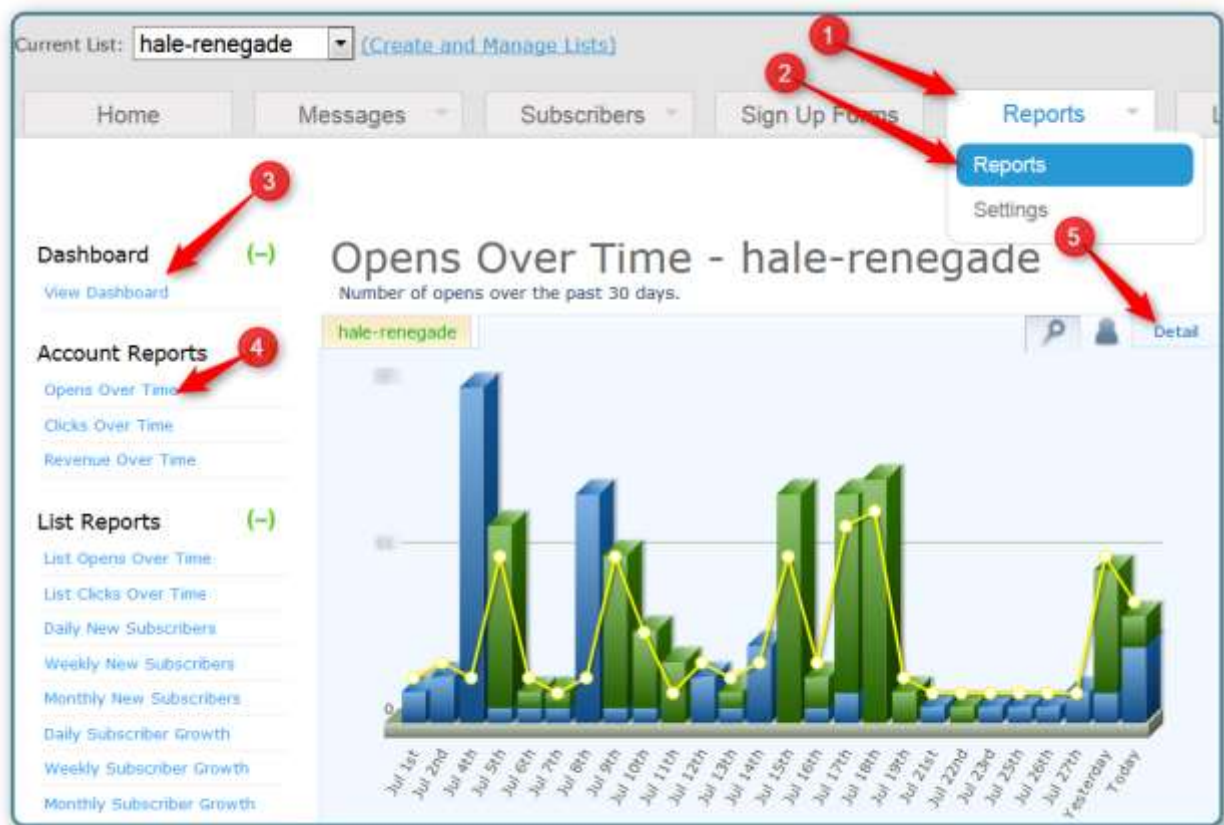 Current List: hale-renegade (Create and Manage Lists)
1
2
Home Messages Subscribers Sign Up Forms Reports L
Reports
Settings
3
5
Dashboard (−)
View Dashboard
Opens Over Time - hale-renegade
Number of opens over the past 30 days.
hale-renegade Detail
Account Reports
4
Opens Over Time
Clicks Over Time
Revenue Over Time
List Reports (−)
List Opens Over Time
List Clicks Over Time
Daily New Subscribers
Weekly New Subscribers
Monthly New Subscribers
Daily Subscriber Growth
Weekly Subscriber Growth
Monthly Subscriber Growth
0
Jul 1st Jul 2nd Jul 4th Jul 5th Jul 6th Jul 7th Jul 8th Jul 9th Jul 10th Jul 11th Jul 12th Jul 13th Jul 14th Jul 15th Jul 16th Jul 17th Jul 18th Jul 19th Jul 21st Jul 22nd Jul 23rd Jul 25th Jul 26th Jul 27th Yesterday Today